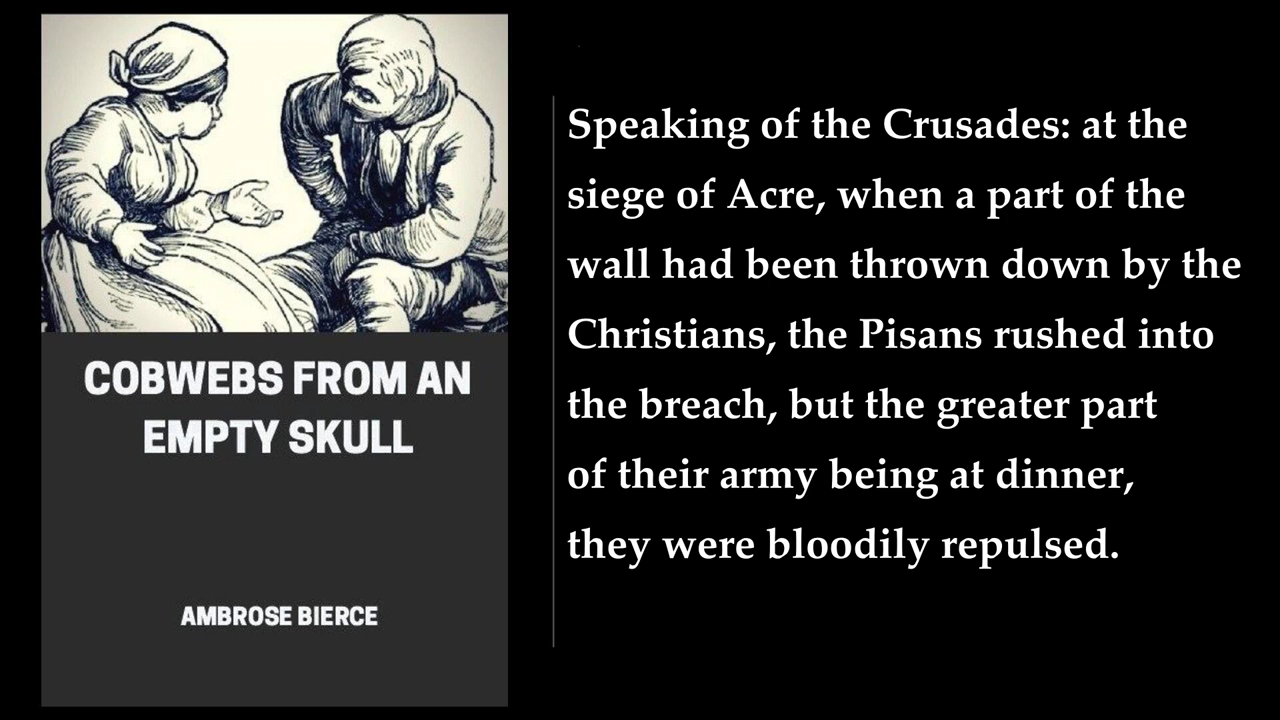 COBWEBS FROM AN
EMPTY SKULL
AMBROSE BIERCE
Speaking of the Crusades: at the
siege of Acre, when a part of the
wall had been thrown down by the
Christians, the Pisans rushed into
the breach, but the greater part
of their army being at dinner,
they were bloodily repulsed.